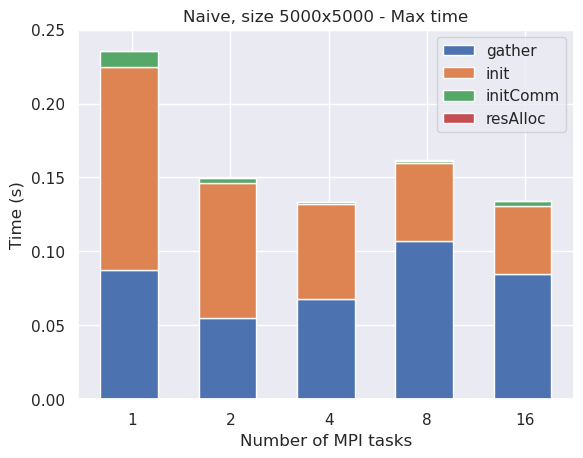 Naive, size 5000x5000 - Max time
0.25
0.20
0.15
0.10
0.05
0.00
Time (s)
gather
init
initComm
resAlloc
1 2 4 8 16
Number of MPI tasks